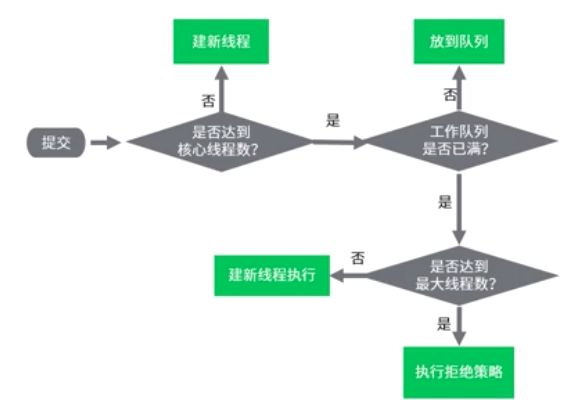 建新线程
放到队列
否
否
提交
是否达到
核心线程数?
是
工作队列
是否已满?
是
建新线程执行
否
是否达到
最大线程数?
是
执行拒绝策略